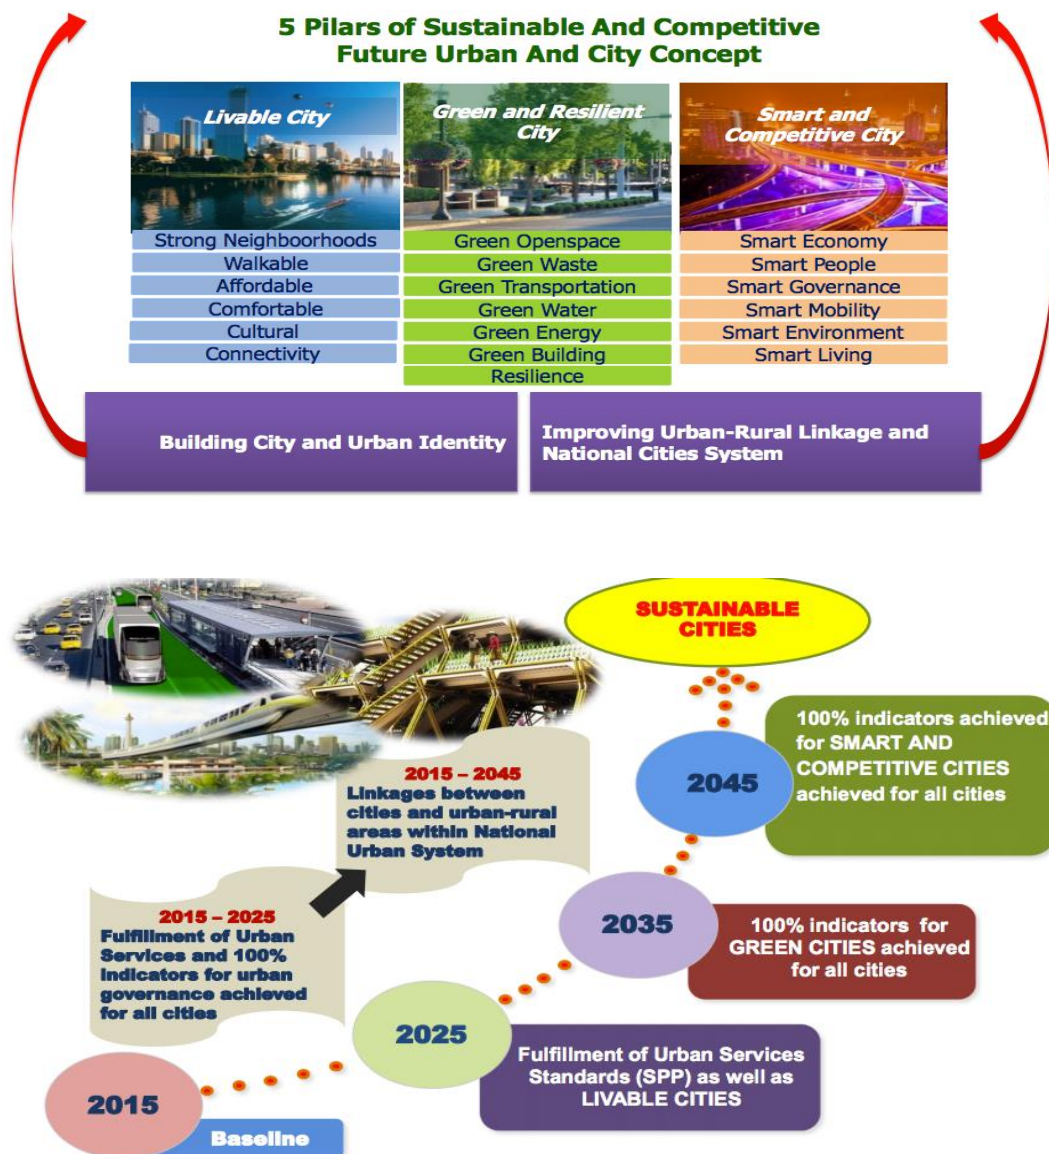 5 Pilars of Sustainable And Competitive
Future Urban And City Concept
Livable City
Strong Neighboorhoods
Walkable
Affordable
Comfortable
Cultural
Connectivity
Green and Resilient
City
Green Openspace
Green Waste
Green Transportation
Green Water
Green Energy
Green Building
Resilience
Smart and
Competitive City
Smart Economy
Smart People
Smart Governance
Smart Mobility
Smart Environment
Smart Living
Building City and Urban Identity
Improving Urban-Rural Linkage and
National Cities System
SUSTAINABLE
CITIES
2015 – 2045
Linkages between
cities and urban-rural
areas within National
Urban System
2045
100% indicators achieved
for SMART AND
COMPETITIVE CITIES
achieved for all cities
2015 – 2025
Fulfillment of Urban
Services and 100%
indicators for urban
governance achieved
for all cities
2035
100% indicators for
GREEN CITIES achieved
for all cities
2025
Fulfillment of Urban Services
Standards (SPP) as well as
LIVABLE CITIES
2015
Baseline